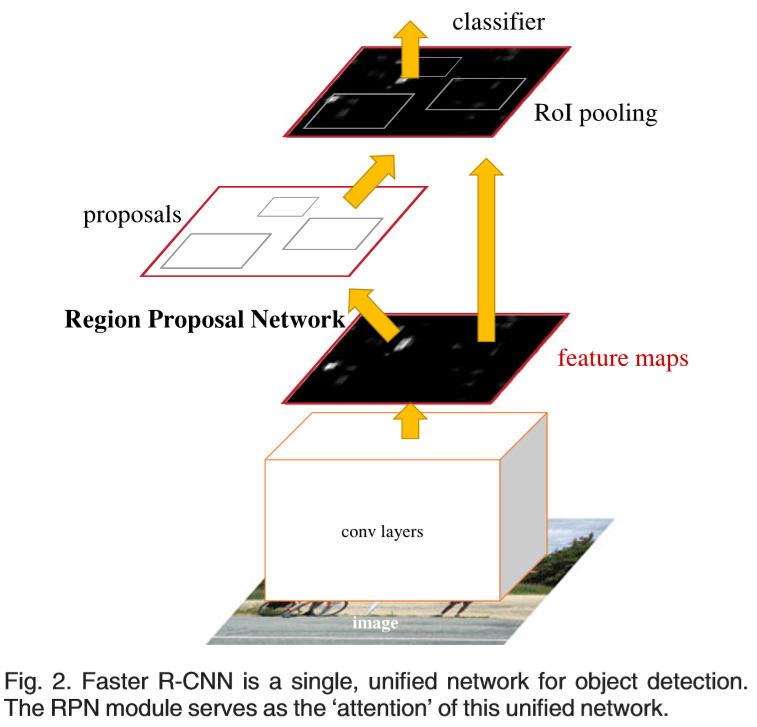 classifier
RoI pooling
proposals
Region Proposal Network
feature maps
conv layers
image
Fig. 2. Faster R-CNN is a single, unified network for object detection.
The RPN module serves as the ‘attention’ of this unified network.